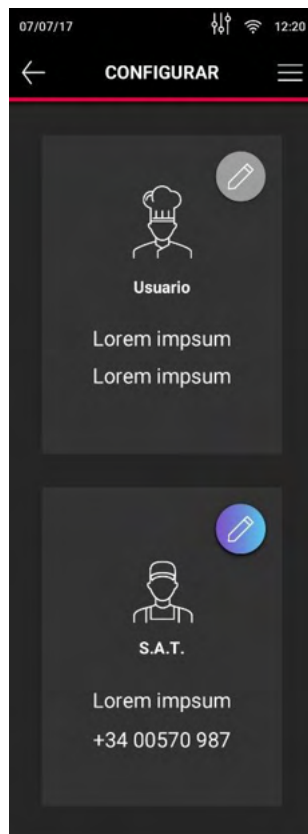 07/07/17
12:20
CONFIGURAR
Usuario
Lorem impsum
Lorem impsum
S.A.T.
Lorem impsum
+34 00570 987